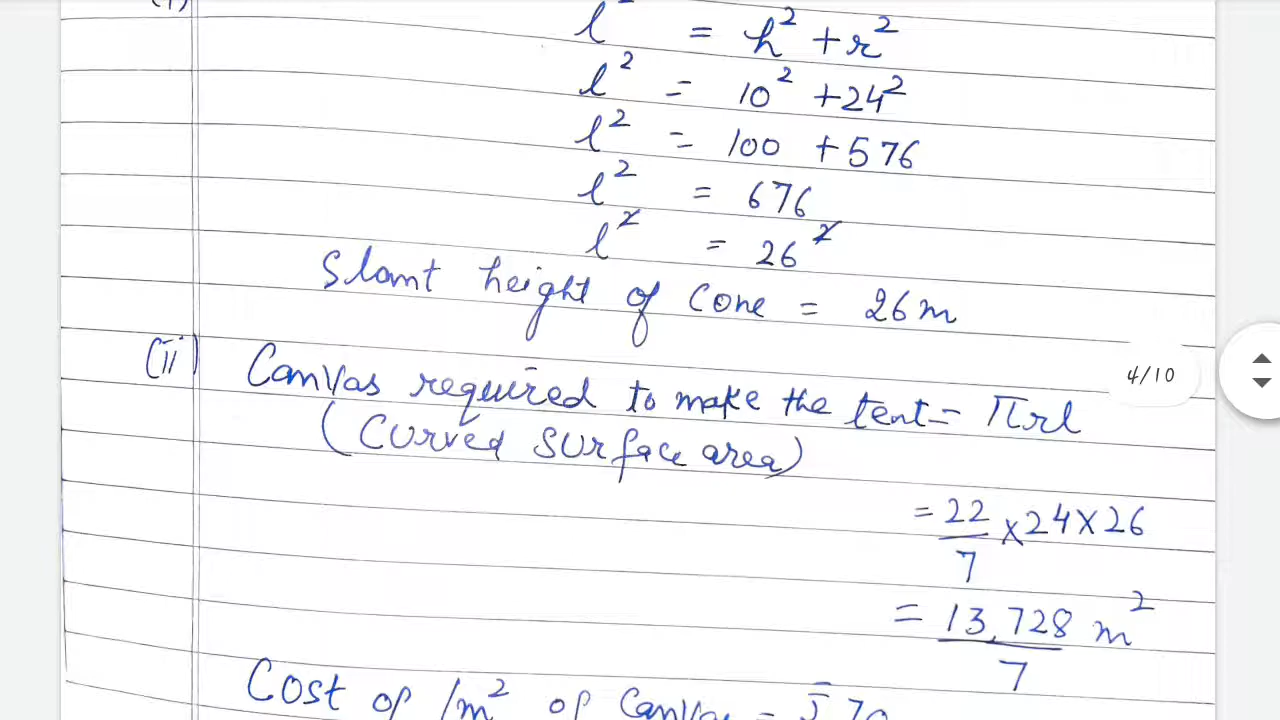 l² = h² + r²
l² = 10² + 24²
l² = 100 + 576
l² = 676
l² = 26²
Slant height of Cone = 26m
(ii) Canvas required to make the tent = πrl
(Curved surface area)
= 22/7 × 24 × 26
= 13,728/7 m²
Cost of 1m² of Canvas = ₹70
4/10